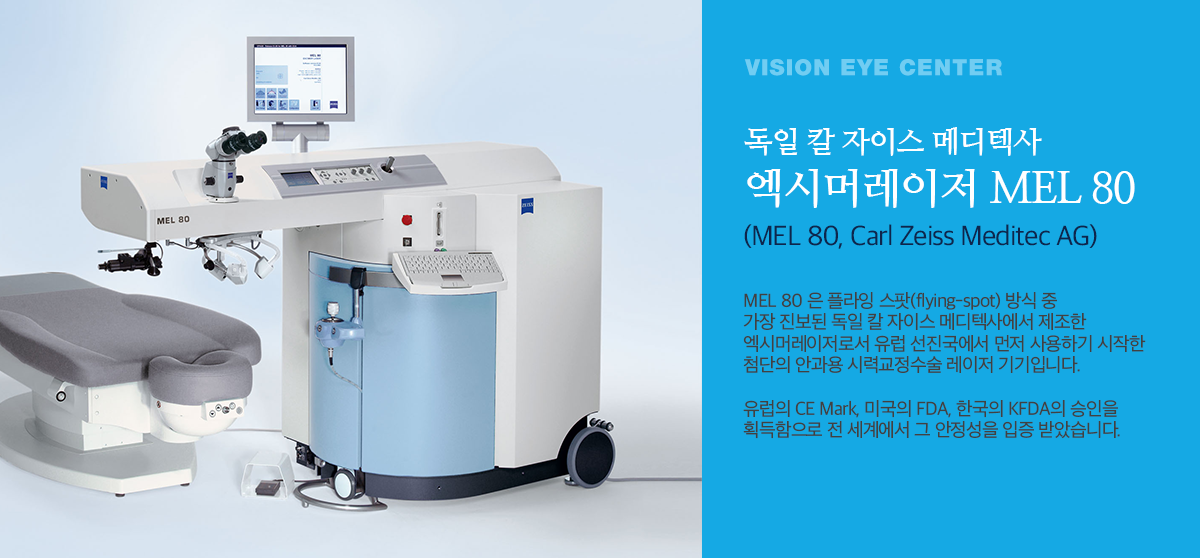 MEL 80
MEL 80
ZEISS
VISION EYE CENTER
독일 칼 자이스 메디텍사
엑시머레이저 MEL 80
(MEL 80, Carl Zeiss Meditec AG)
MEL 80 은 플라잉 스팟(flying-spot) 방식 중
가장 진보된 독일 칼 자이스 메디텍사에서 제조한
엑시머레이저로서 유럽 선진국에서 먼저 사용하기 시작한
첨단의 안과용 시력교정수술 레이저 기기입니다.
유럽의 CE Mark, 미국의 FDA, 한국의 KFDA의 승인을
획득함으로 전 세계에서 그 안정성을 입증 받았습니다.